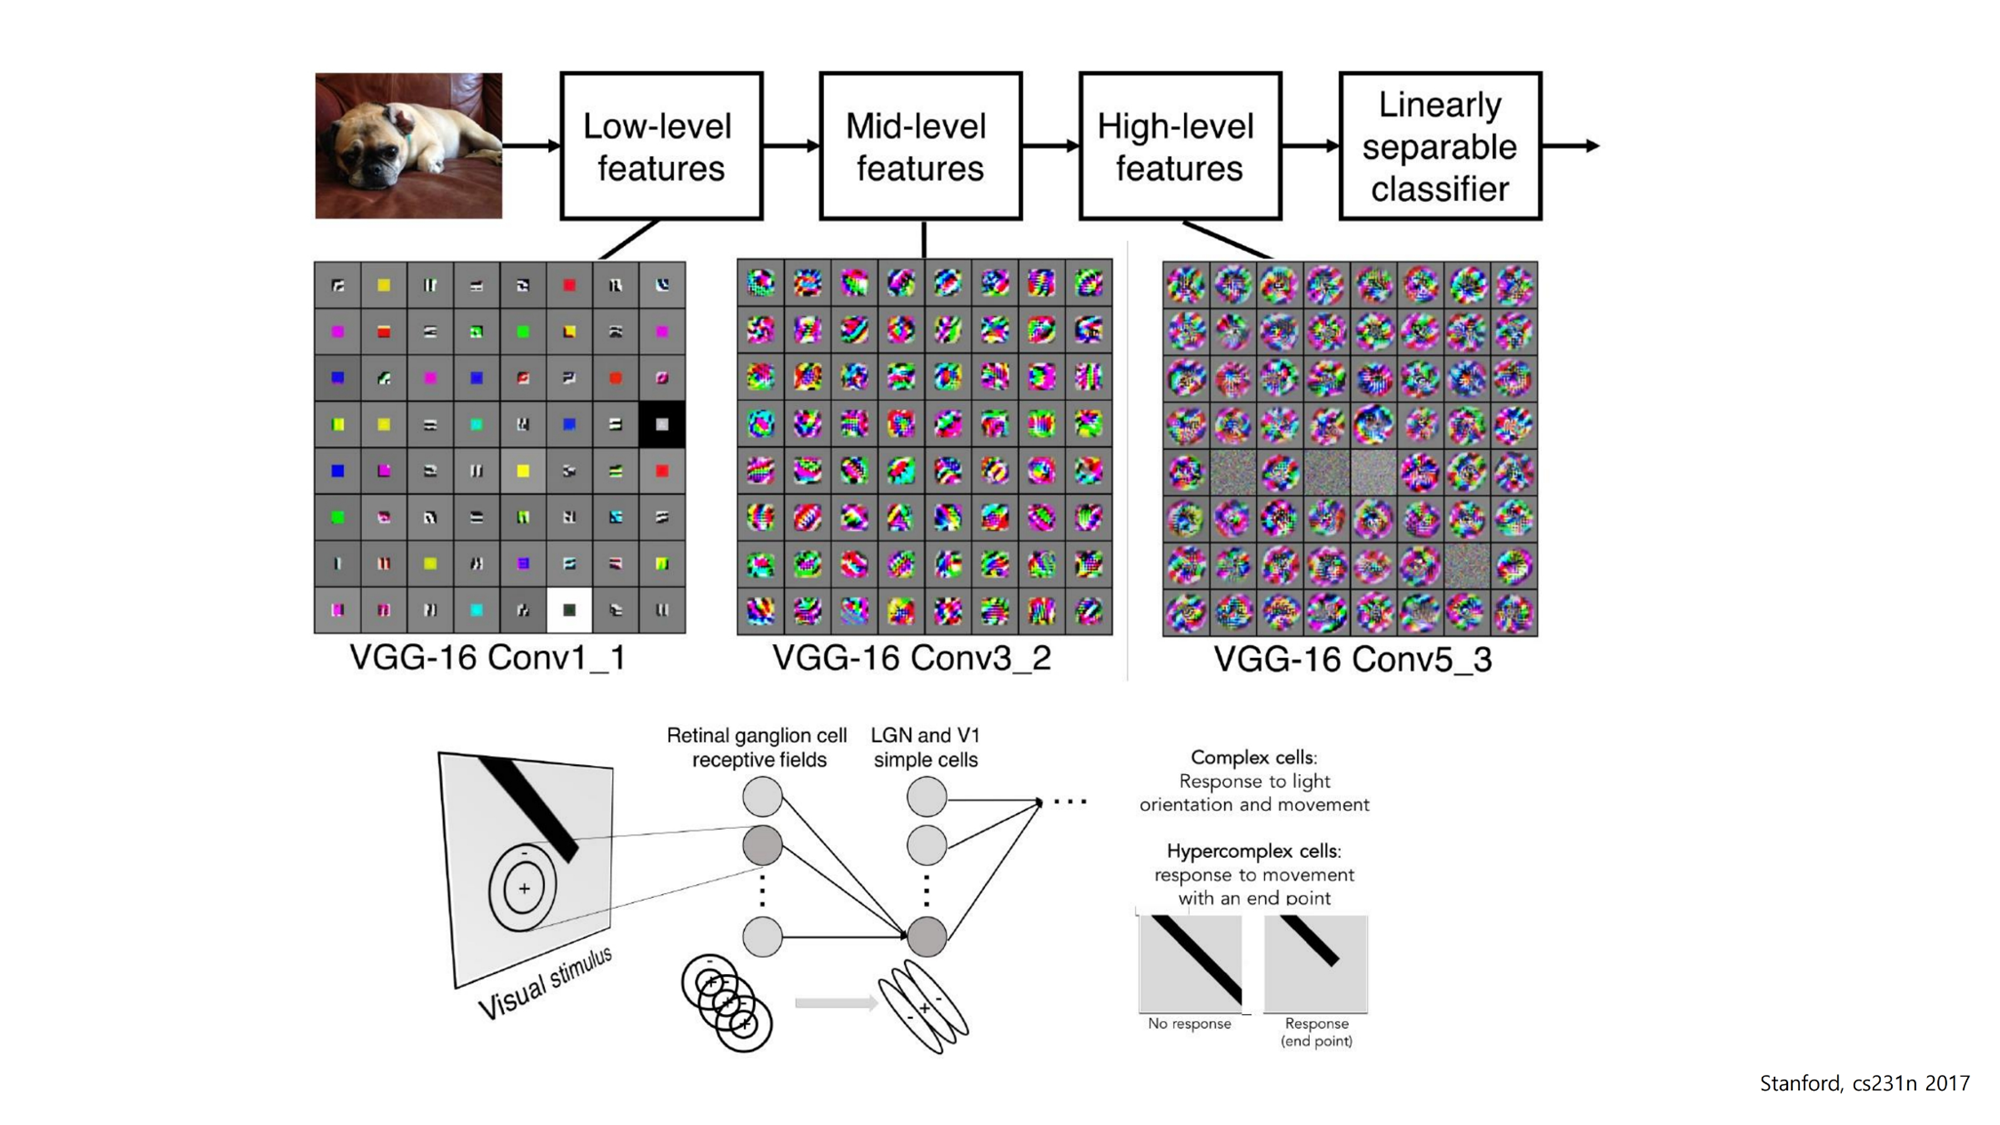 Low-level
features
Mid-level
features
High-level
features
Linearly
separable
classifier
VGG-16 Conv1_1
VGG-16 Conv3_2
VGG-16 Conv5_3
Retinal ganglion cell
receptive fields
LGN and V1
simple cells
Visual stimulus
Complex cells:
Response to light
orientation and movement
Hypercomplex cells:
response to movement
with an end point
No response
Response
(end point)
Stanford, cs231n 2017